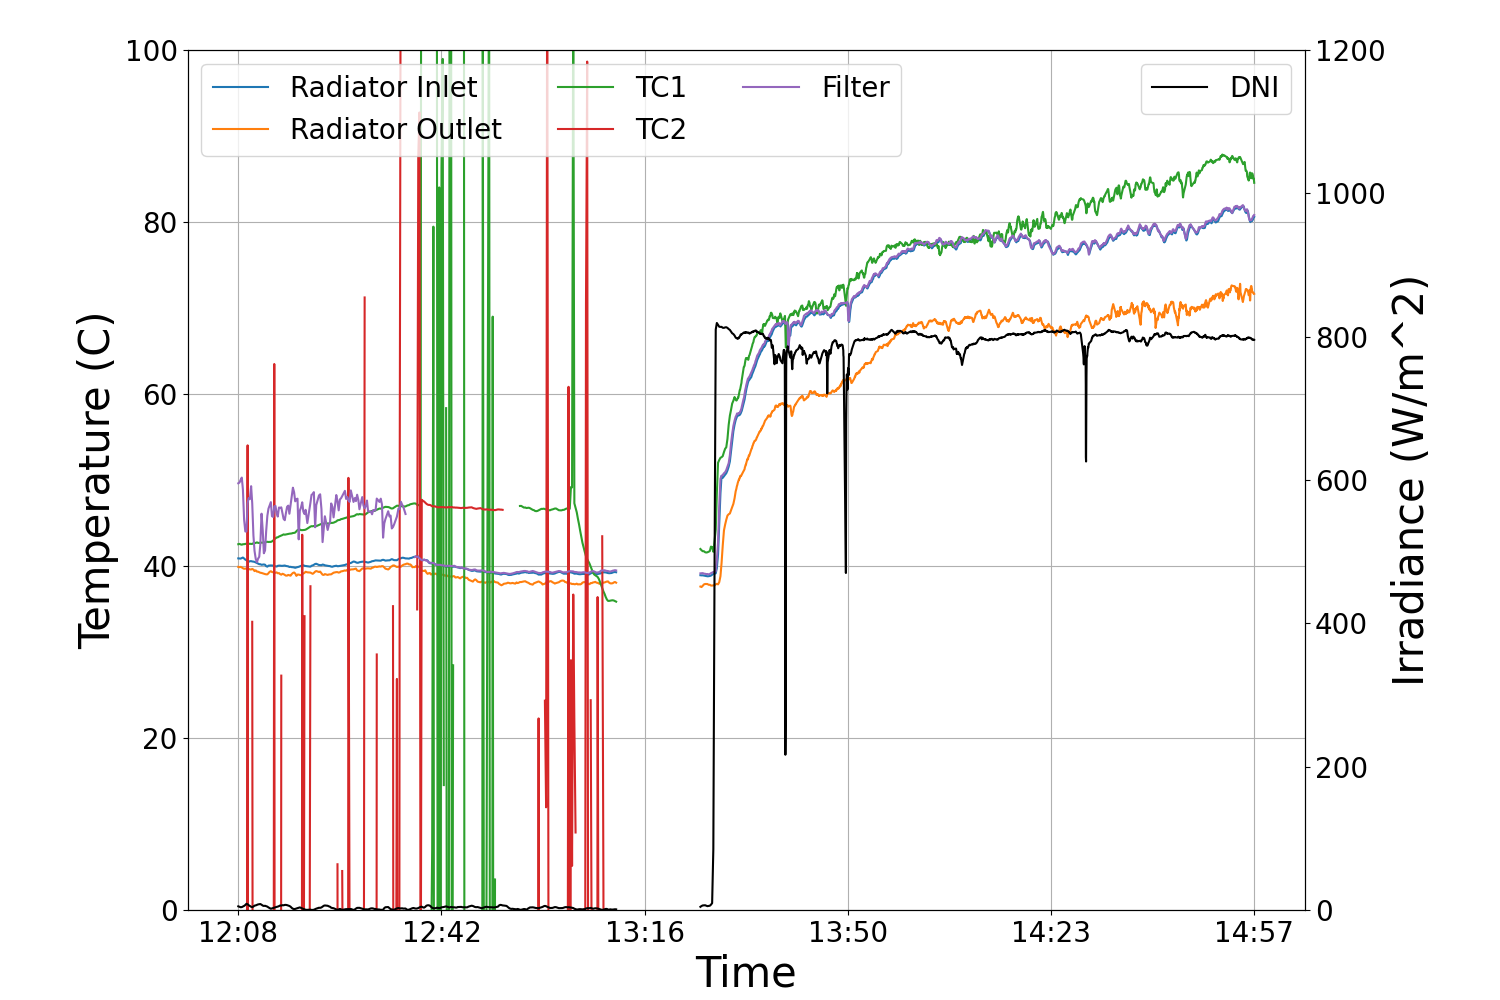 100
80
60
40
20
0
Temperature (C)
Radiator Inlet
Radiator Outlet
TC1
TC2
Filter
DNI
1200
1000
800
600
400
200
0
Irradiance (W/m^2)
12:08 12:42 13:16 13:50 14:23 14:57
Time